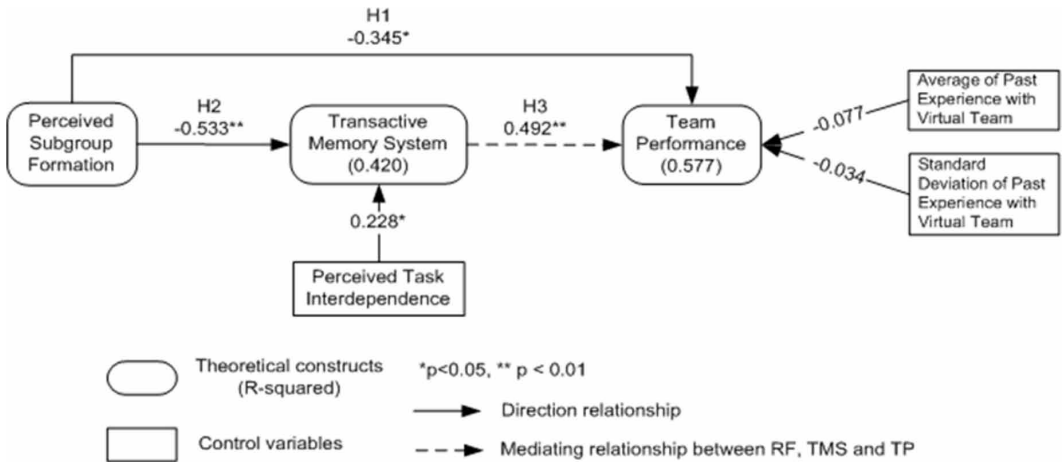 H1
-0.345*
Perceived
Subgroup
Formation
H2
-0.533**
Transactive
Memory System
(0.420)
H3
0.492**
Team
Performance
(0.577)
-0.077
-0.034
Average of Past
Experience with
Virtual Team
Standard
Deviation of Past
Experience with
Virtual Team
0.228*
Perceived Task
Interdependence
Theoretical constructs
(R-squared)
*p<0.05, ** p < 0.01
Direction relationship
Control variables
Mediating relationship between RF, TMS and TP